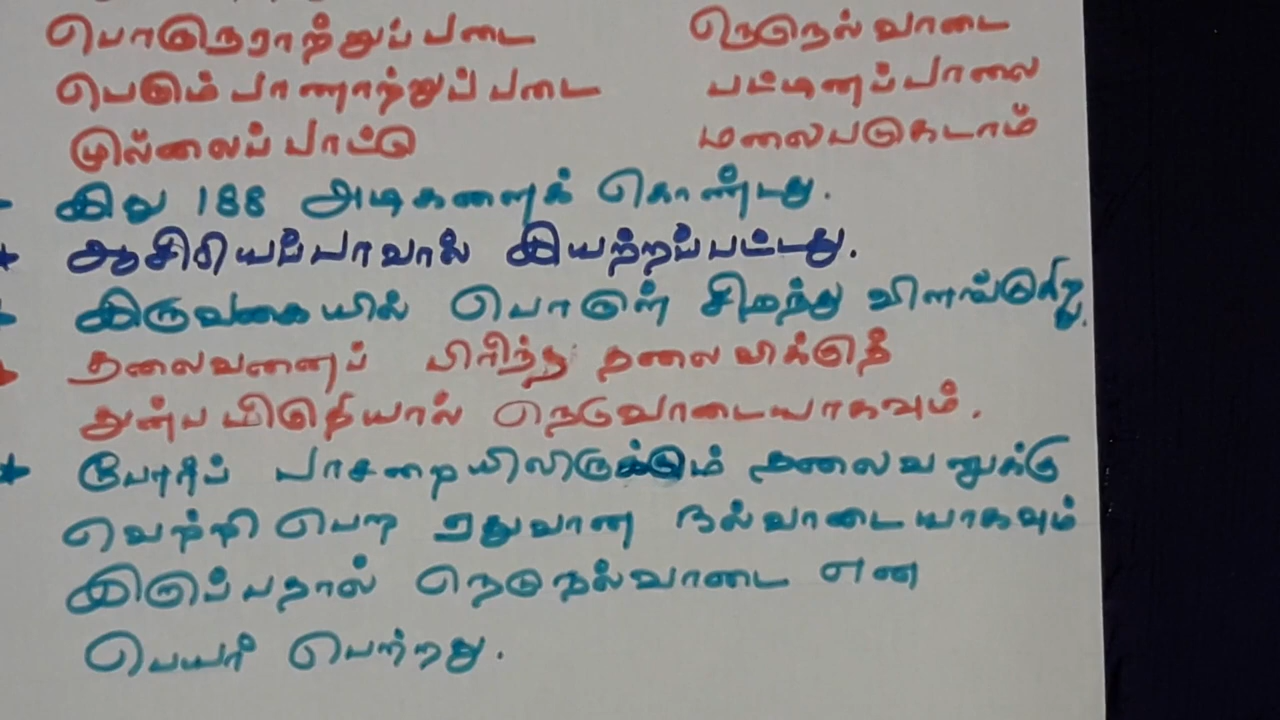 பொருநராற்றுப்படை நெடுநல்வாடை
பெரும்பாணாற்றுப்படை பட்டினப்பாலை
முல்லைப்பாட்டு மலைபடுகடாம்
இது 188 அடிகளைக் கொண்டது.
* ஆசிரியப்பாவால் இயற்றப்பட்டது.
இருவகையில் பொருள் சிறந்து விளங்குகிறது.
தலைவனைப் பிரிந்த தலைவிக்குத்
துன்பமிகுதியால் நெடுவாடையாகவும்.
* போர்ப் பாசறையிலிருக்கும் தலைவனுக்கு
வெற்றி பெற ஏதுவான நல்வாடையாகவும்
இருப்பதால் நெடுநல்வாடை என
பெயர் பெற்றது.